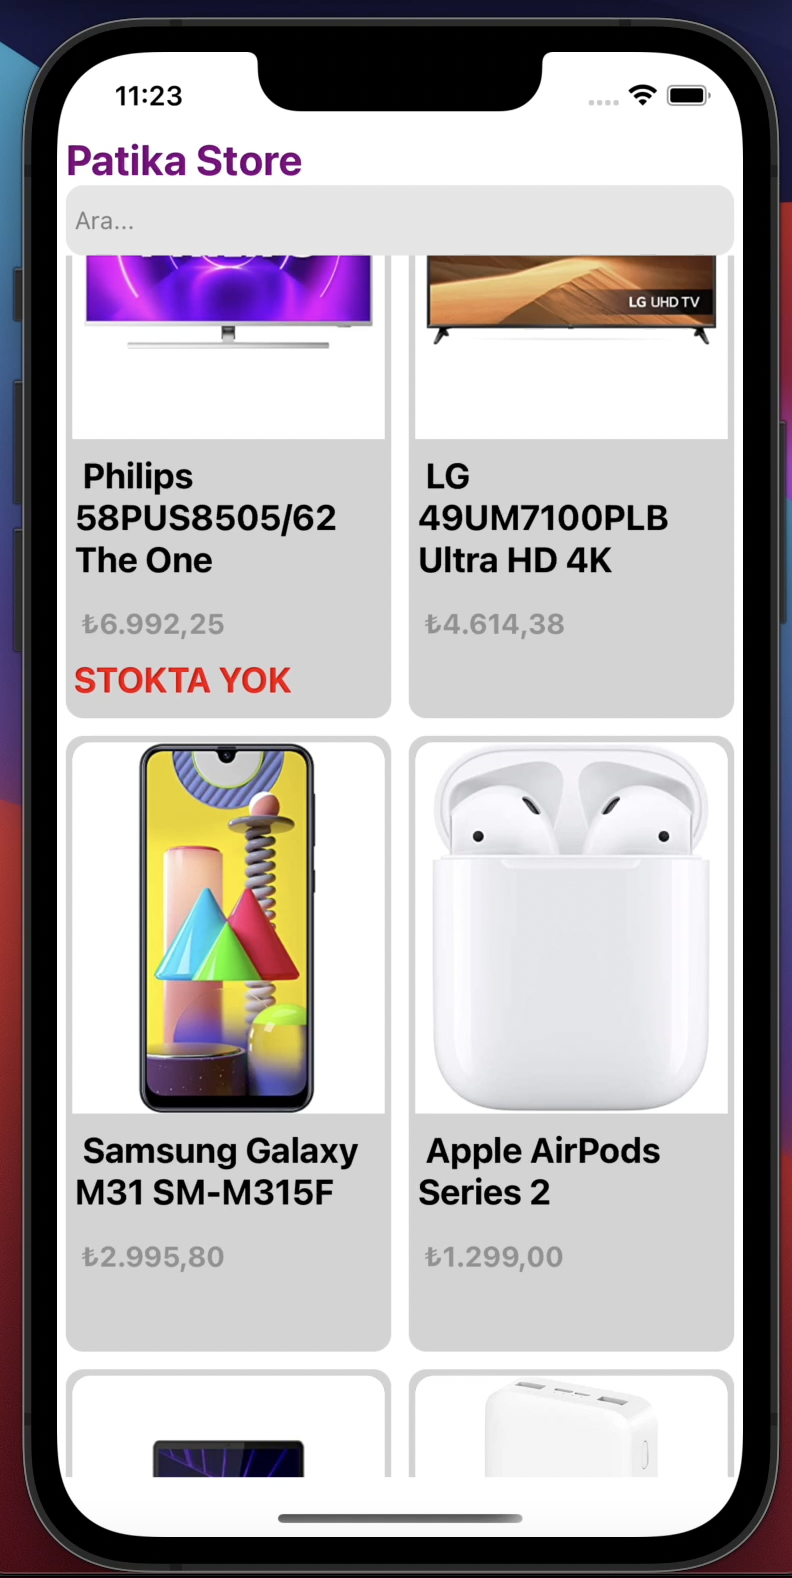 11:23
Patika Store
Ara...
LG UHD TV
Philips
58PUS8505/62
The One
₺6.992,25
STOKTA YOK
LG
49UM7100PLB
Ultra HD 4K
₺4.614,38
Samsung Galaxy
M31 SM-M315F
₺2.995,80
Apple AirPods
Series 2
₺1.299,00